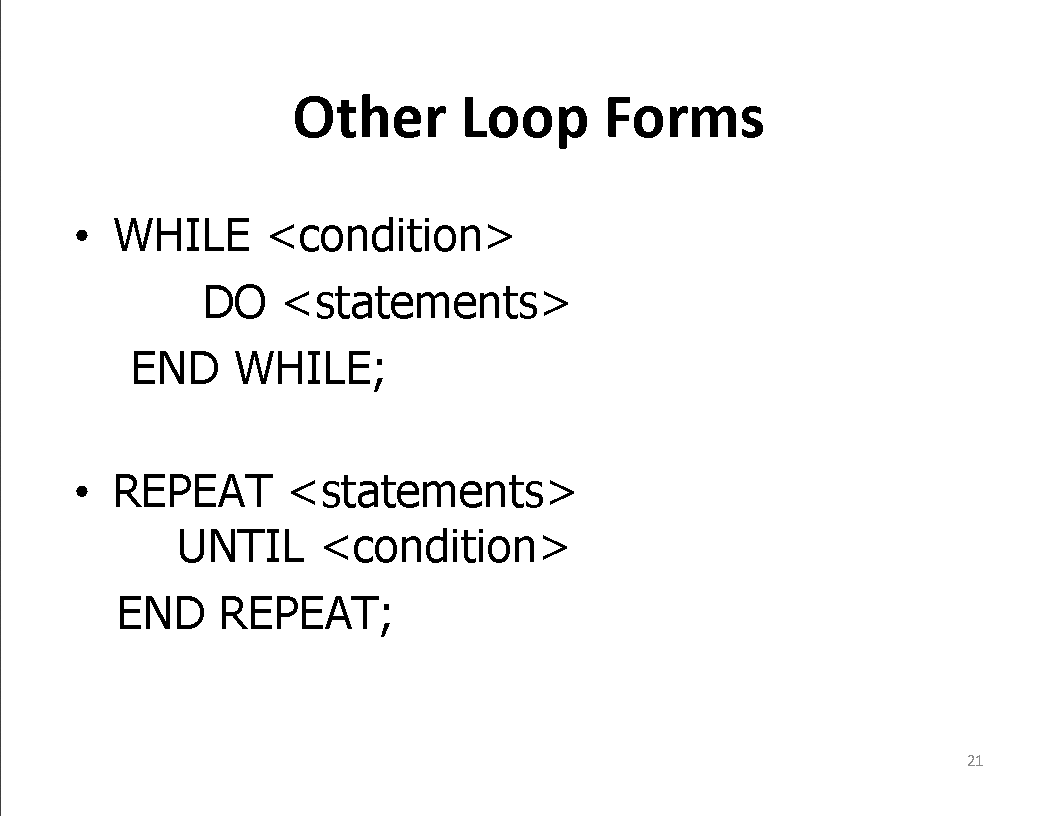 Other Loop Forms
• WHILE <condition>
DO <statements>
END WHILE;
• REPEAT <statements>
UNTIL <condition>
END REPEAT;
21